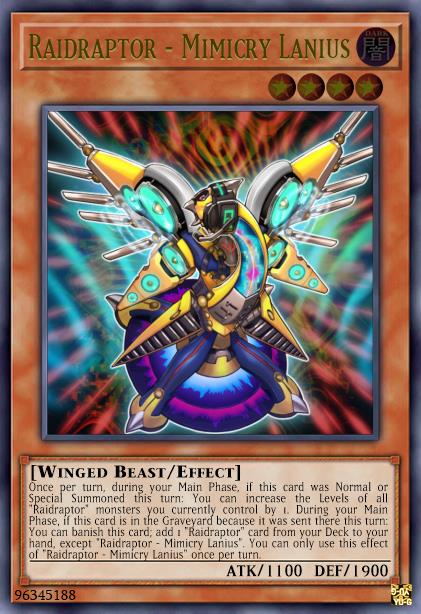 Raidraptor - Mimicry Lanius
DARK
闇
[Winged Beast/Effect]
Once per turn, during your Main Phase, if this card was Normal or
Special Summoned this turn: You can increase the Levels of all
"Raidraptor" monsters you currently control by 1. During your Main
Phase, if this card is in the Graveyard because it was sent there this turn:
You can banish this card; add 1 "Raidraptor" card from your Deck to your
hand, except "Raidraptor - Mimicry Lanius". You can only use this effect
of "Raidraptor - Mimicry Lanius" once per turn.
ATK/1100 DEF/1900
96345188